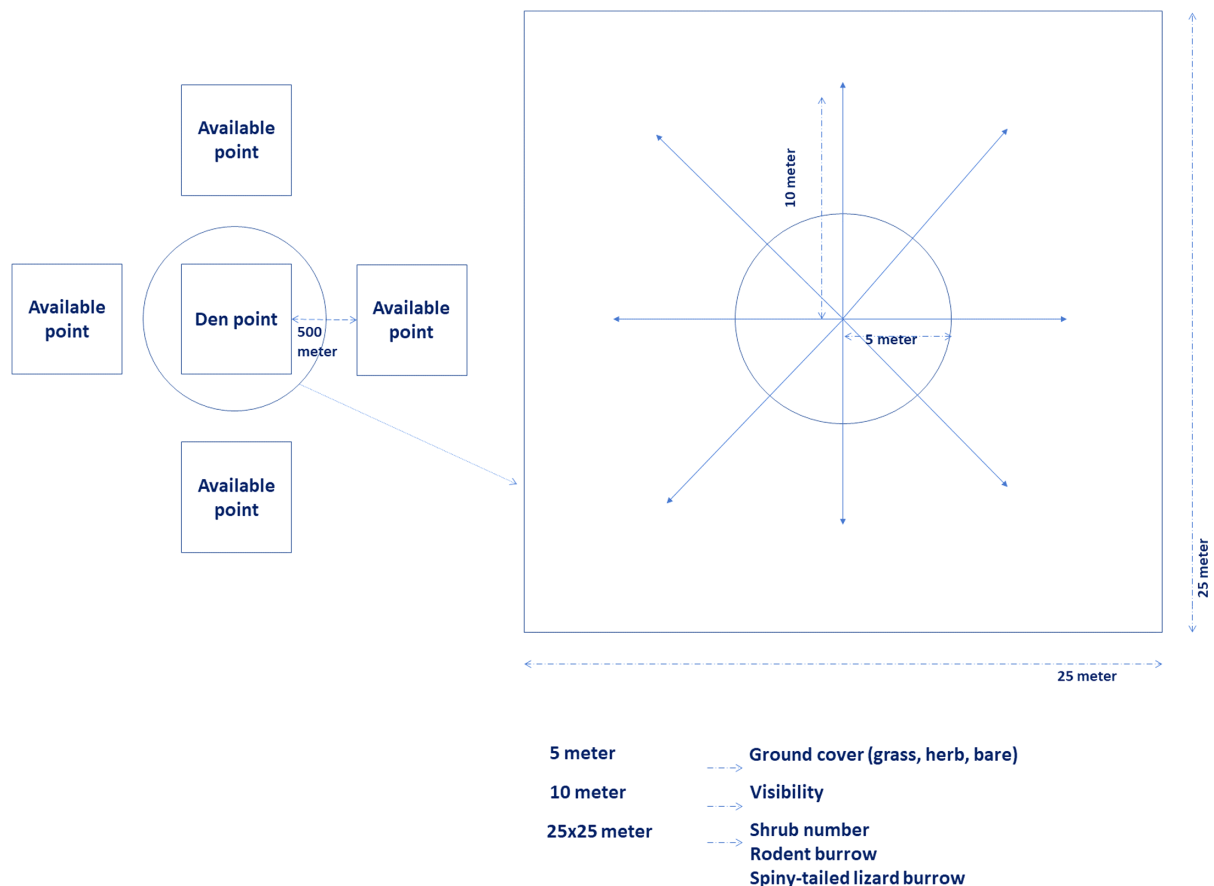 Available
point
Available
point
Den point
500
meter
Available
point
Available
point
10 meter
5 meter
25 meter
25 meter
5 meter
Ground cover (grass, herb, bare)
10 meter
Visibility
25x25 meter
Shrub number
Rodent burrow
Spiny-tailed lizard burrow